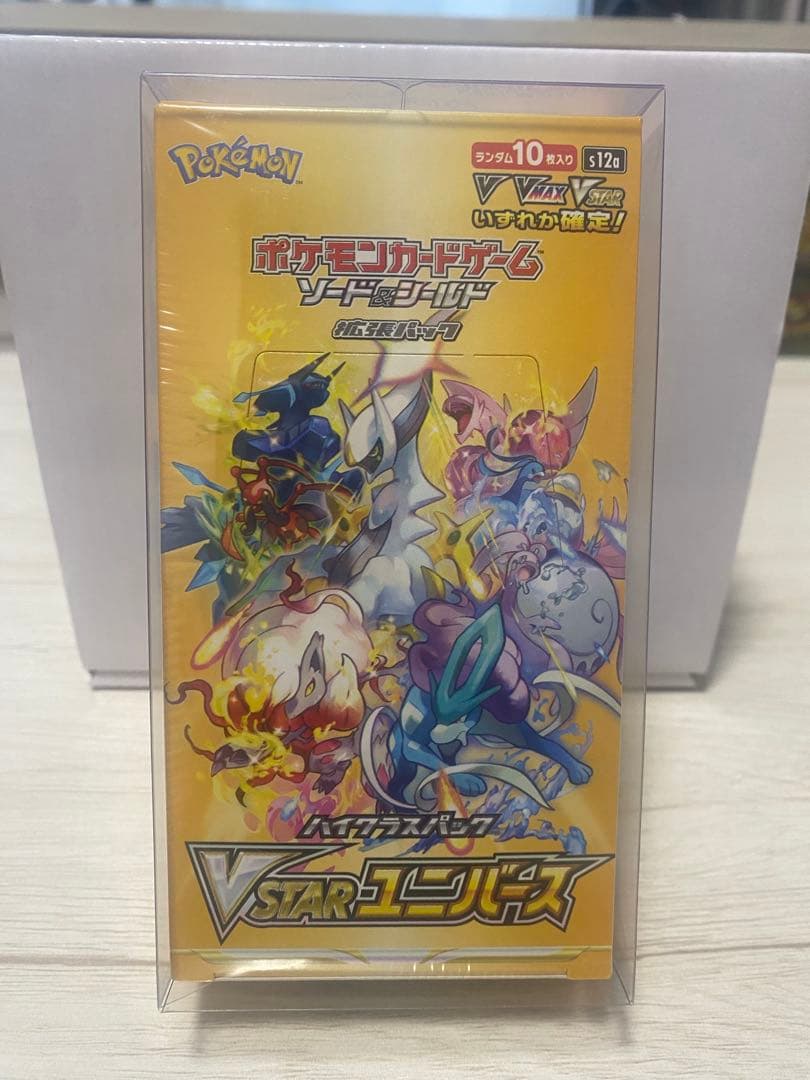 Pokémon
ランダム10枚入り s12a
V VMAX VSTAR
いずれか確定!
ポケモンカードゲーム
ソード&シールド
拡張パック
ハイクラスパック
VSTARユニバース